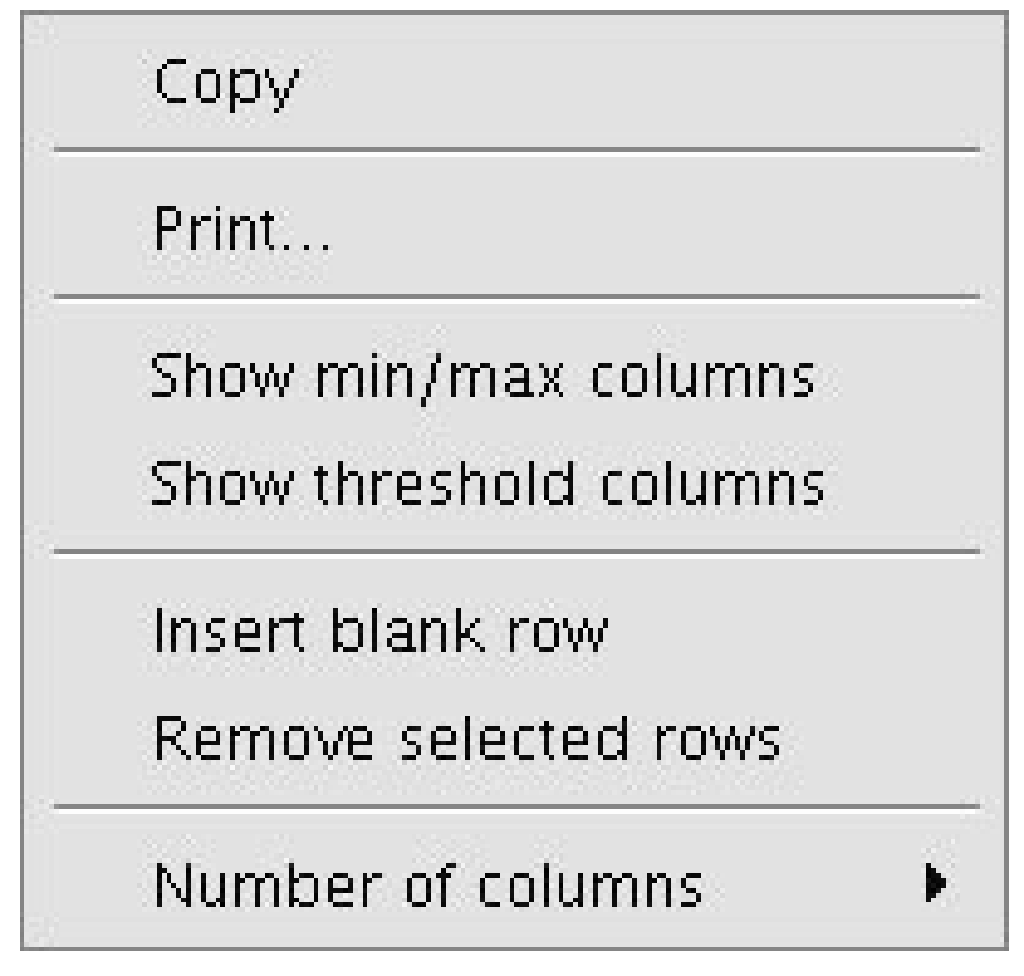 Copy
Print...
Show min/max columns
Show threshold columns
Insert blank row
Remove selected rows
Number of columns